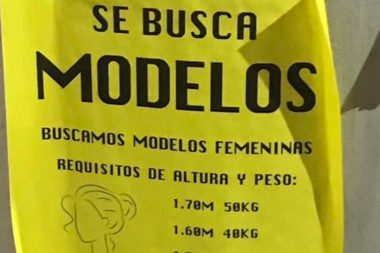 SE BUSCA
MODELOS
BUSCAMOS MODELOS FEMENINAS
REQUISITOS DE ALTURA Y PESO:
1.70M 50KG
1.60M 40KG